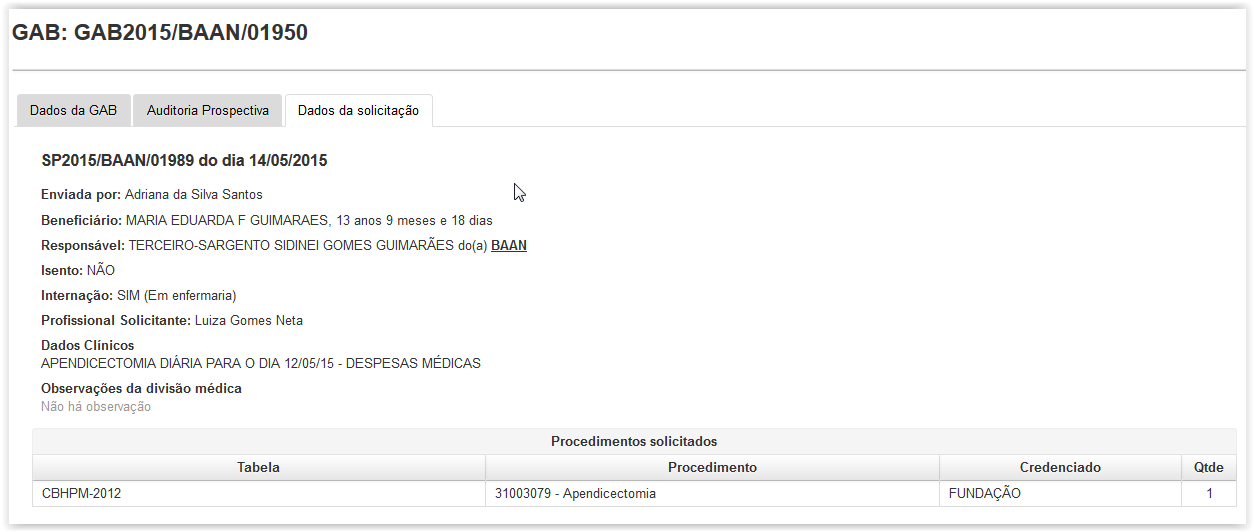 GAB: GAB2015/BAAN/01950
Dados da GAB Auditoria Prospectiva Dados da solicitação
SP2015/BAAN/01989 do dia 14/05/2015
Enviada por: Adriana da Silva Santos
Beneficiário: MARIA EDUARDA F GUIMARAES, 13 anos 9 meses e 18 dias
Responsável: TERCEIRO-SARGENTO SIDINEI GOMES GUIMARÃES do(a) BAAN
Isento: NÃO
Internação: SIM (Em enfermaria)
Profissional Solicitante: Luiza Gomes Neta
Dados Clínicos
APENDICECTOMIA DIÁRIA PARA O DIA 12/05/15 - DESPESAS MÉDICAS
Observações da divisão médica
Não há observação
Procedimentos solicitados
Tabela Procedimento Credenciado Qtde
CBHPM-2012 31003079 - Apendicectomia FUNDAÇÃO 1